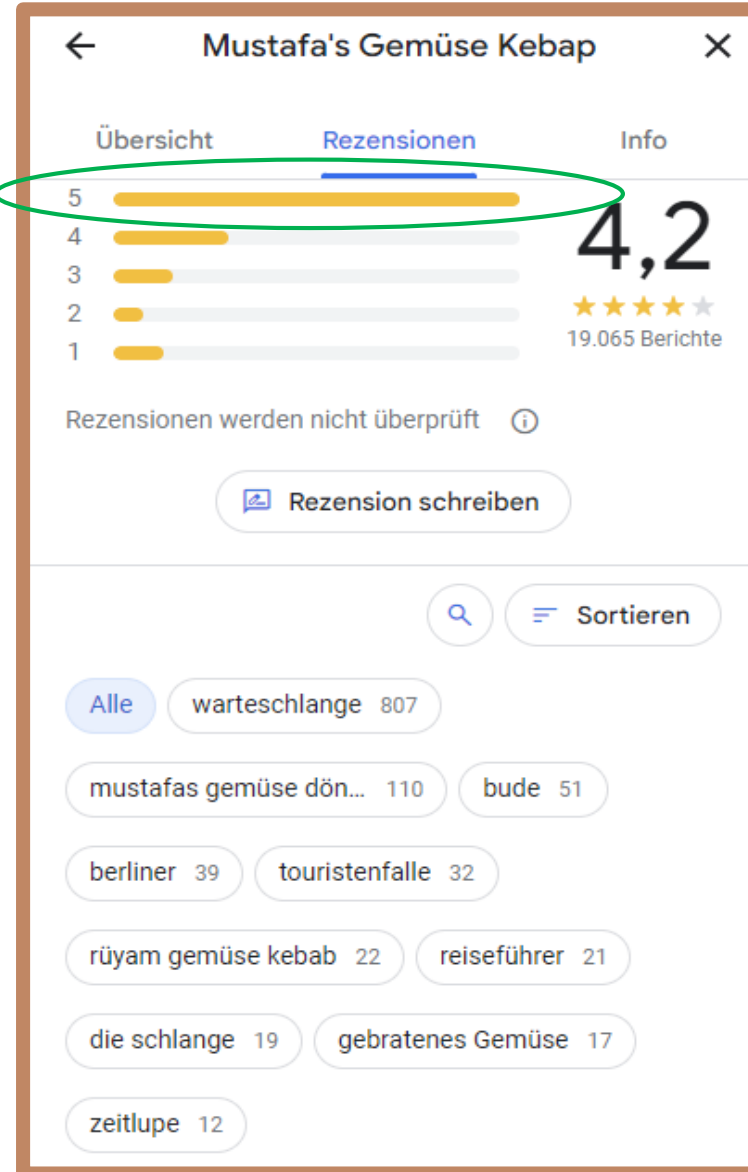 Mustafa's Gemüse Kebap
Übersicht Rezensionen Info
5
4
3
2
1
4,2
19.065 Berichte
Rezensionen werden nicht überprüft
Rezension schreiben
Sortieren
Alle warteschlange 807
mustafas gemüse dön... 110 bude 51
berliner 39 touristenfalle 32
rüyam gemüse kebab 22 reiseführer 21
die schlange 19 gebratenes Gemüse 17
zeitlupe 12